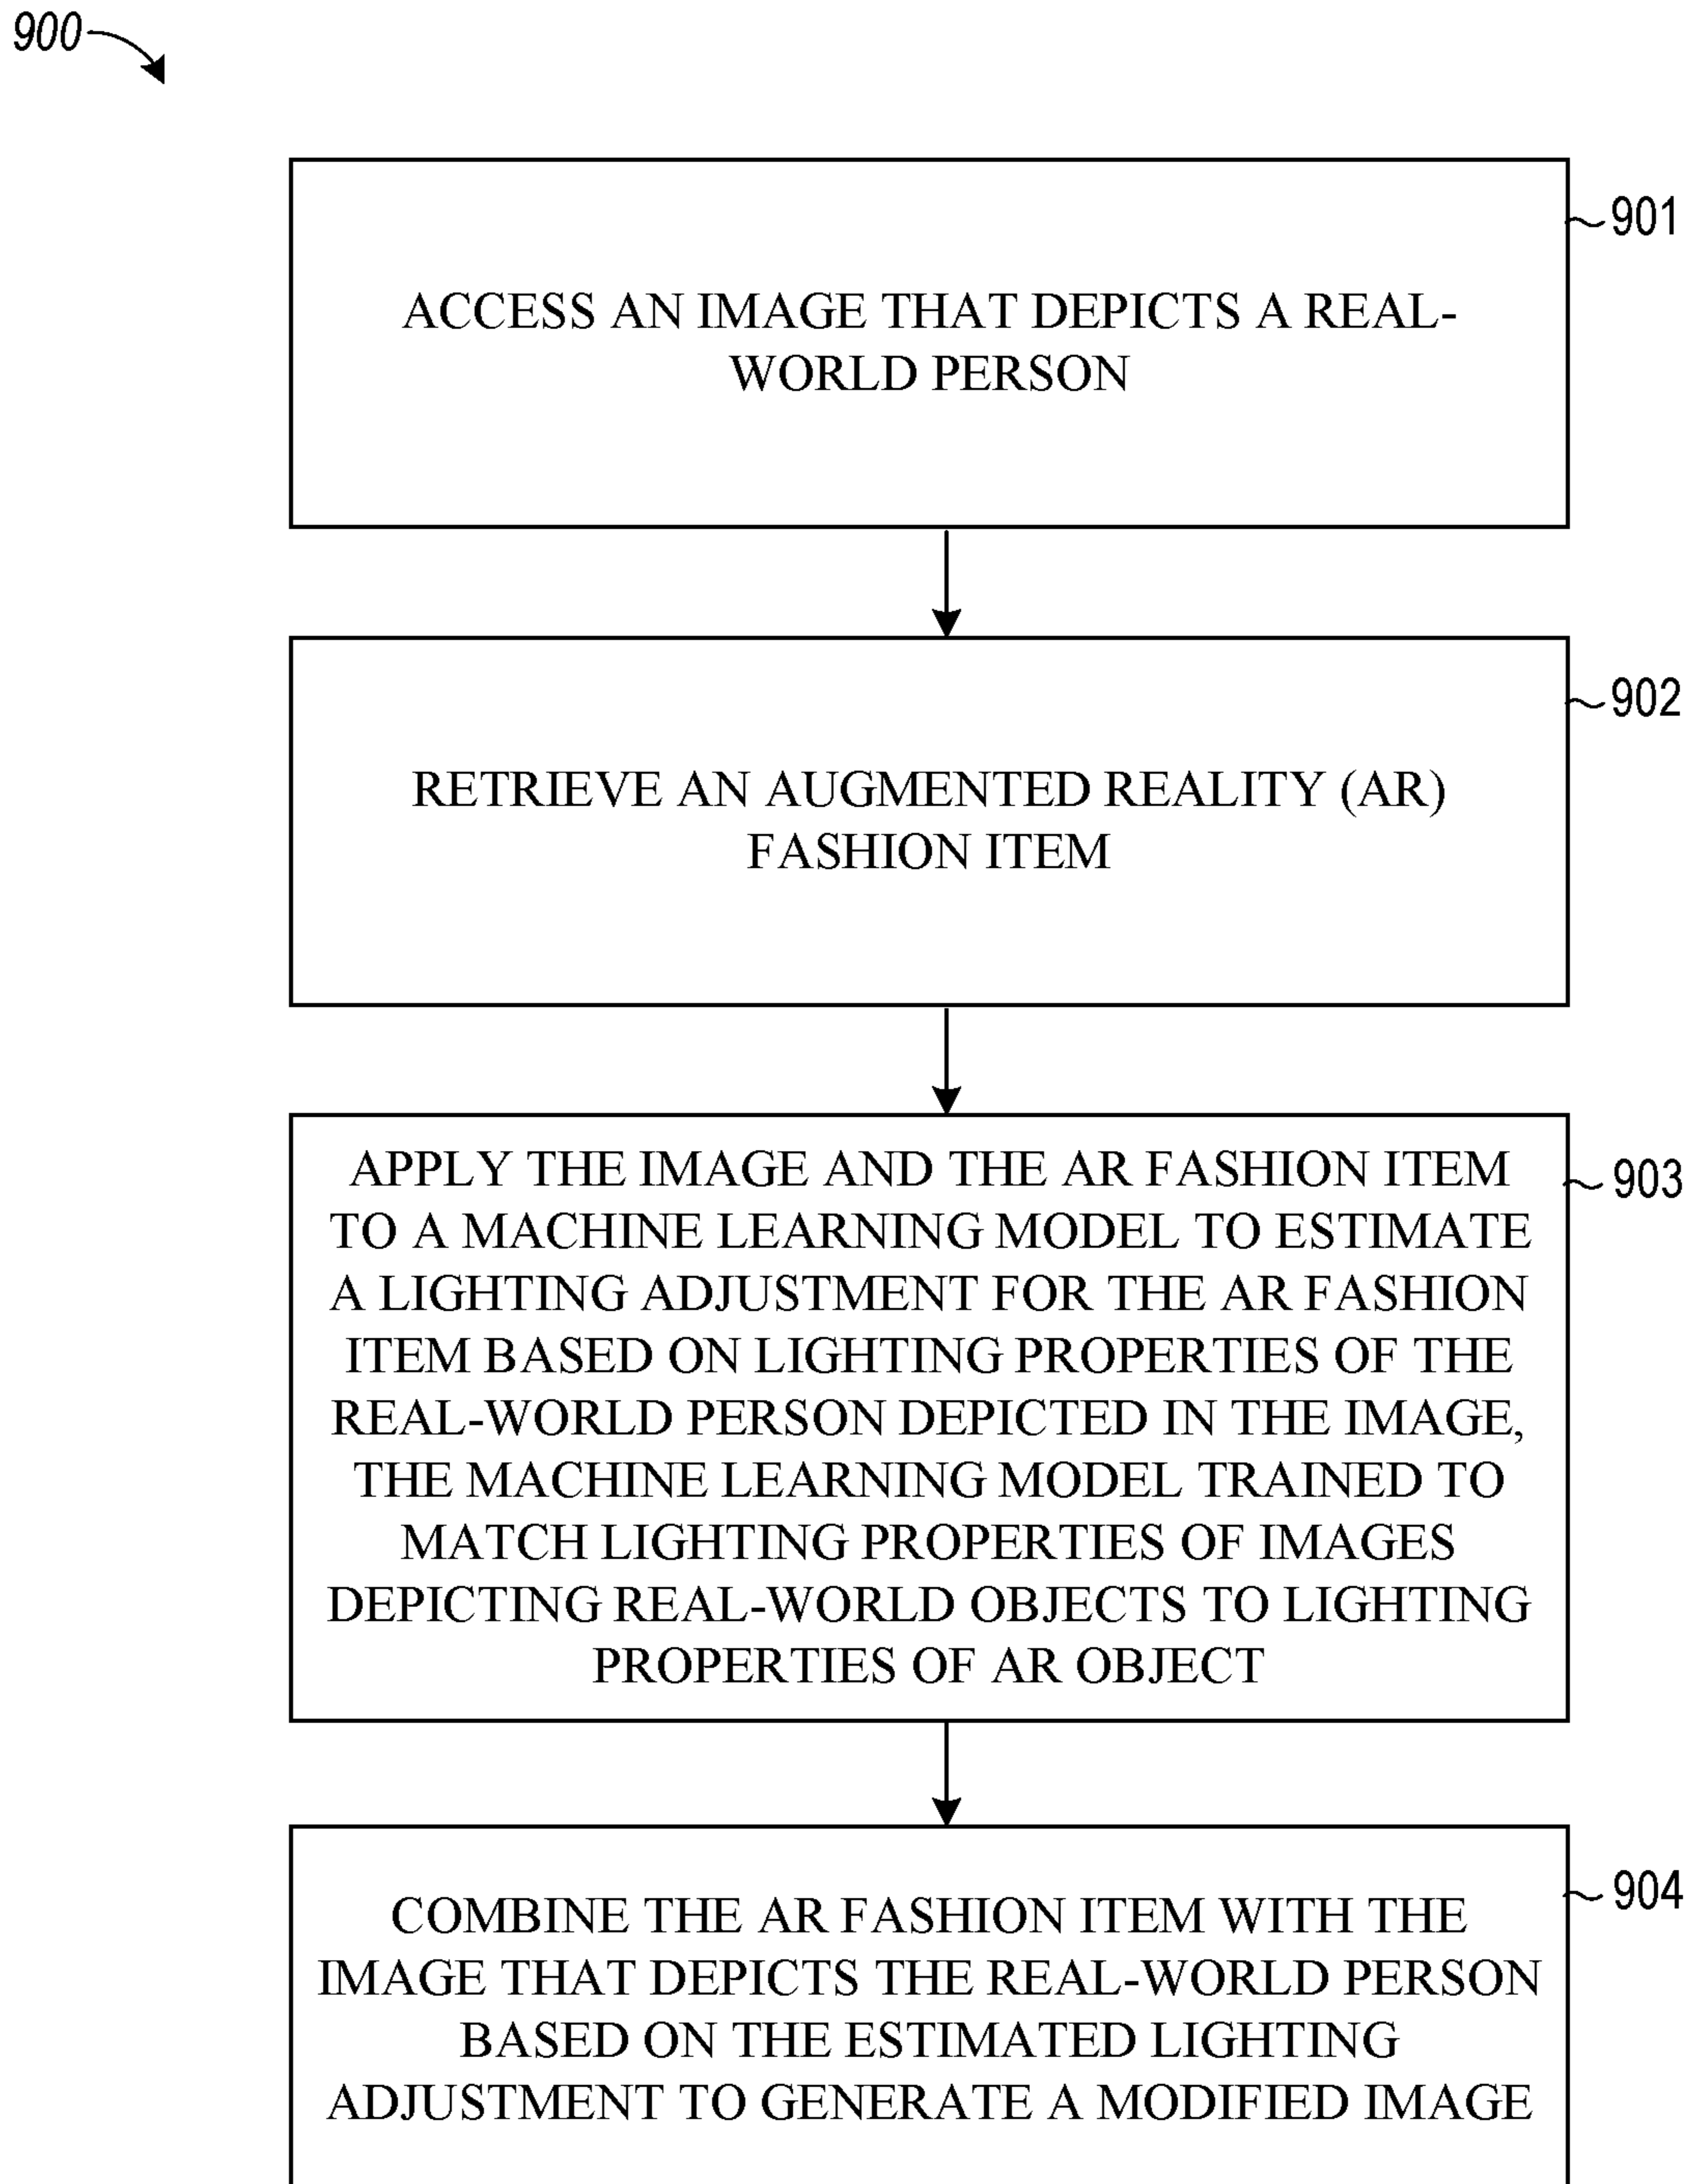 900
901
ACCESS AN IMAGE THAT DEPICTS A REAL-
WORLD PERSON
902
RETRIEVE AN AUGMENTED REALITY (AR)
FASHION ITEM
903
APPLY THE IMAGE AND THE AR FASHION ITEM
TO A MACHINE LEARNING MODEL TO ESTIMATE
A LIGHTING ADJUSTMENT FOR THE AR FASHION
ITEM BASED ON LIGHTING PROPERTIES OF THE
REAL-WORLD PERSON DEPICTED IN THE IMAGE,
THE MACHINE LEARNING MODEL TRAINED TO
MATCH LIGHTING PROPERTIES OF IMAGES
DEPICTING REAL-WORLD OBJECTS TO LIGHTING
PROPERTIES OF AR OBJECT
904
COMBINE THE AR FASHION ITEM WITH THE
IMAGE THAT DEPICTS THE REAL-WORLD PERSON
BASED ON THE ESTIMATED LIGHTING
ADJUSTMENT TO GENERATE A MODIFIED IMAGE